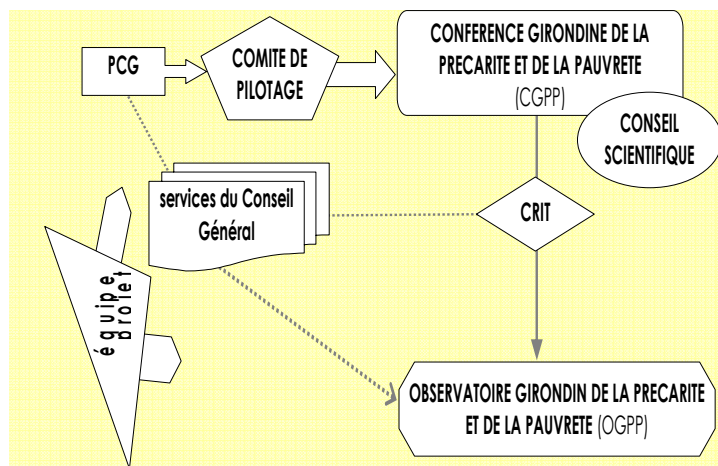 PCG
COMITE DE
PILOTAGE
CONFERENCE GIRONDINE DE LA
PRECARITE ET DE LA PAUVRETE
(CGPP)
CONSEIL
SCIENTIFIQUE
services du Conseil
Général
CRIT
équipe
projet
OBSERVATOIRE GIRONDIN DE LA PRECARITE
ET DE LA PAUVRETE (OGPP)